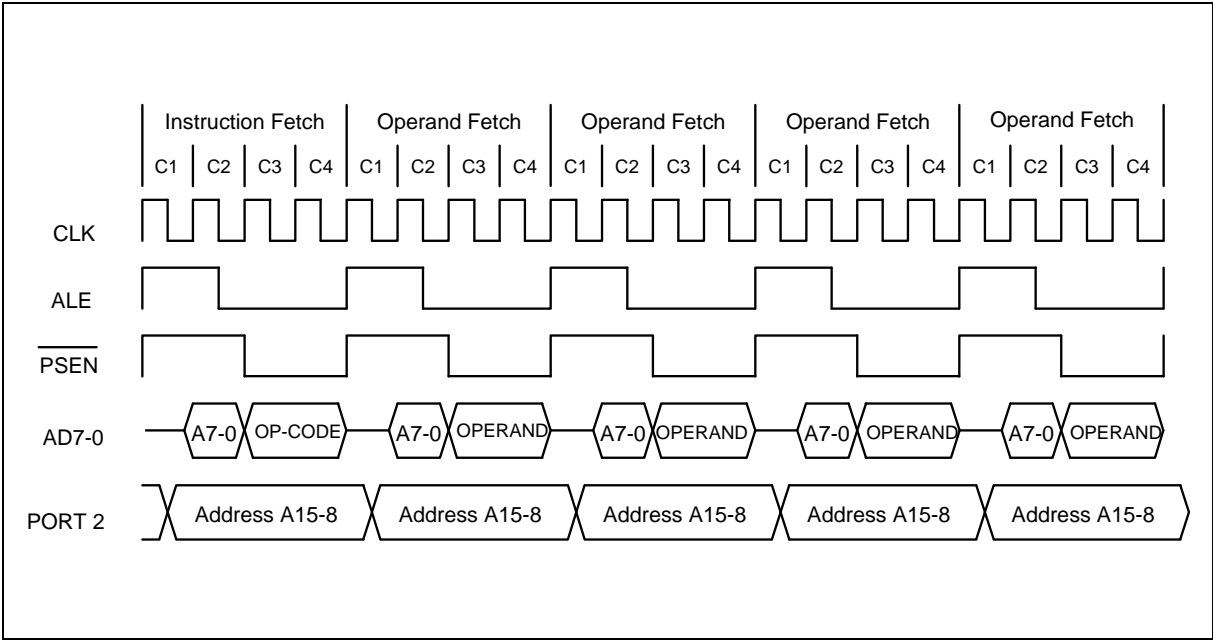 Instruction Fetch Operand Fetch Operand Fetch Operand Fetch Operand Fetch
C1 C2 C3 C4 C1 C2 C3 C4 C1 C2 C3 C4 C1 C2 C3 C4 C1 C2 C3 C4
CLK
ALE
PSEN
AD7-0 A7-0 OP-CODE A7-0 OPERAND A7-0 OPERAND A7-0 OPERAND A7-0 OPERAND
PORT 2 Address A15-8 Address A15-8 Address A15-8 Address A15-8 Address A15-8